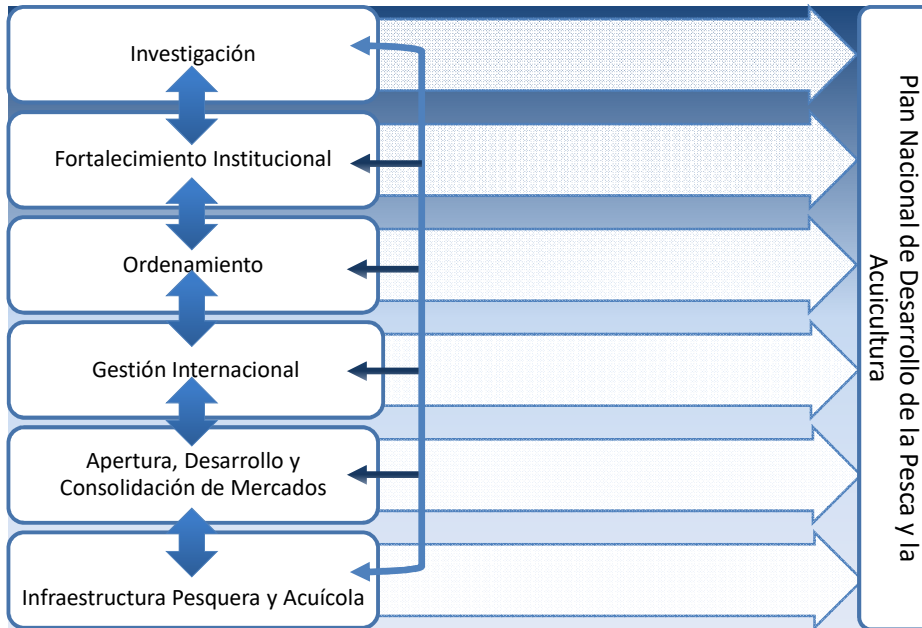 Investigación
Fortalecimiento Institucional
Ordenamiento
Gestión Internacional
Apertura, Desarrollo y
Consolidación de Mercados
Infraestructura Pesquera y Acuícola
Plan Nacional de Desarrollo de la Pesca y la
Acuicultura